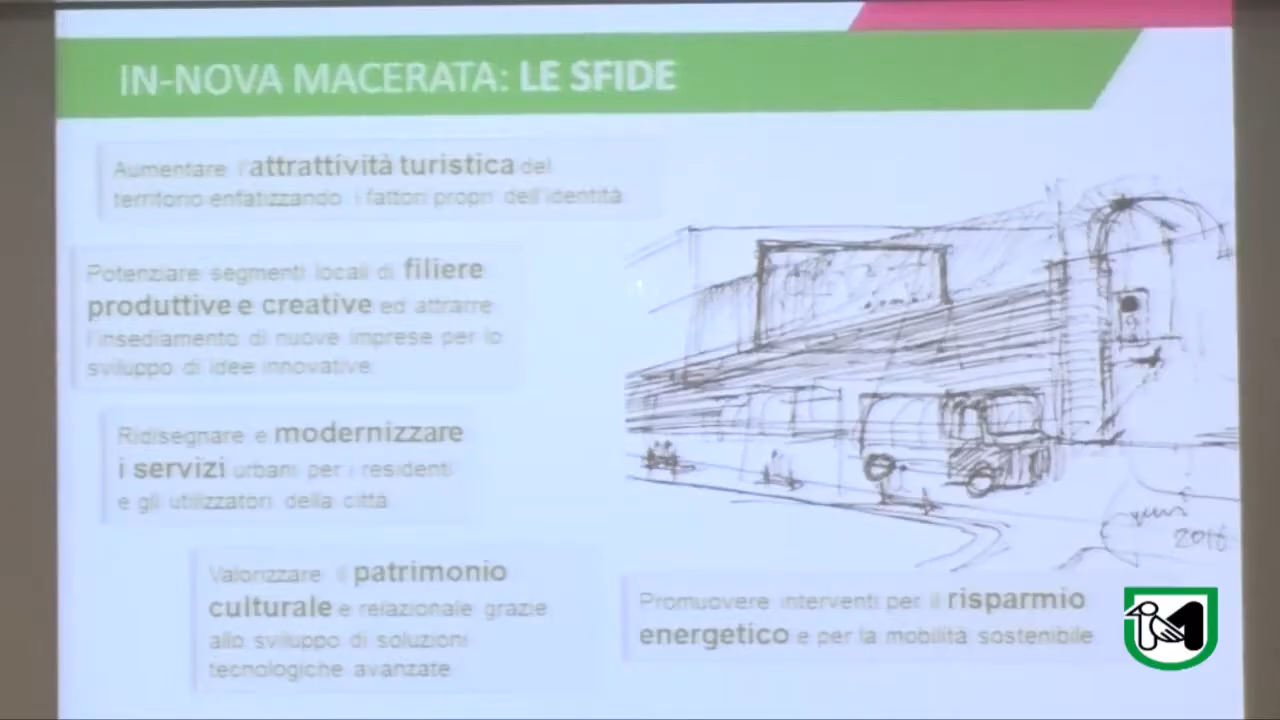 IN-NOVA MACERATA: LE SFIDE
Aumentare l'attrattività turistica del
territorio enfatizzando i fattori propri dell'identità
Potenziare segmenti locali di filiere
produttive e creative ed attrarre
l'insediamento di nuove imprese per lo
sviluppo di idee innovative
Ridisegnare e modernizzare
i servizi urbani per i residenti
e gli utilizzatori della città
Valorizzare il patrimonio
culturale e relazionale grazie
allo sviluppo di soluzioni
tecnologiche avanzate
Promuovere interventi per il risparmio
energetico e per la mobilità sostenibile
2016